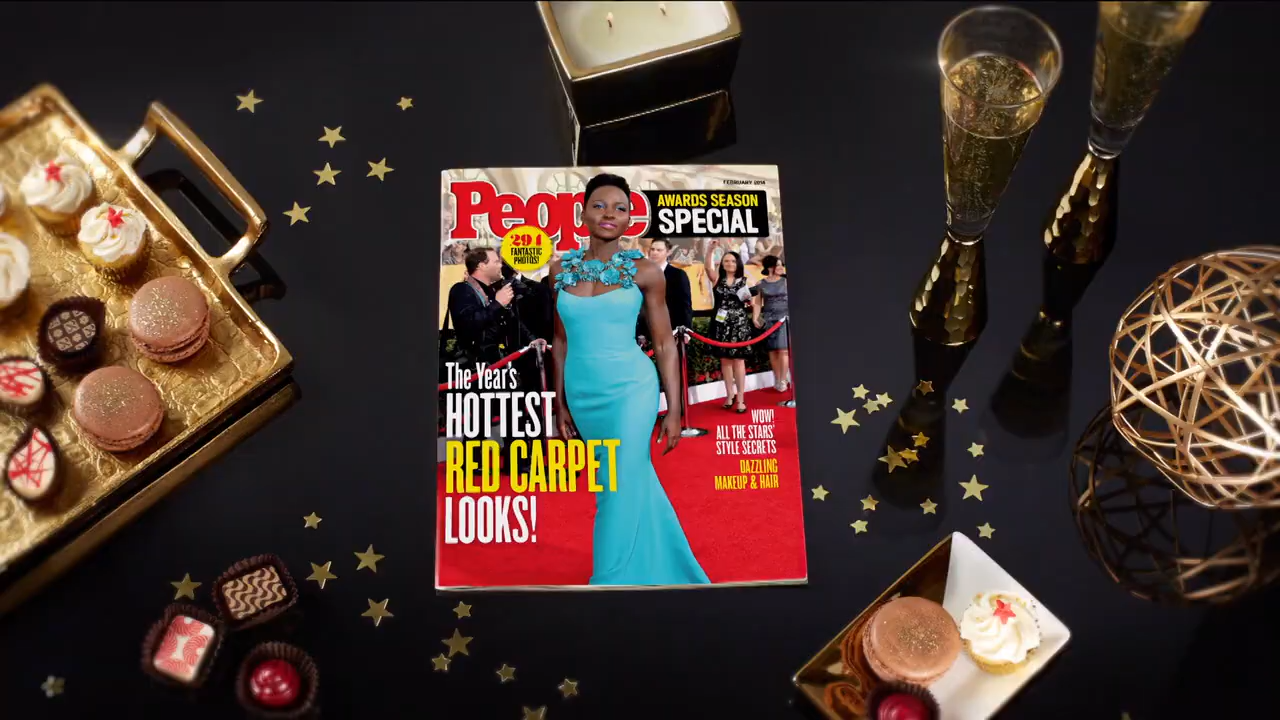 People
AWARDS SEASON
SPECIAL
FEBRUARY 2014
291
FANTASTIC
PHOTOS!
The Year's
HOTTEST
RED CARPET
LOOKS!
WOW!
ALL THE STARS'
STYLE SECRETS
DAZZLING
MAKEUP & HAIR